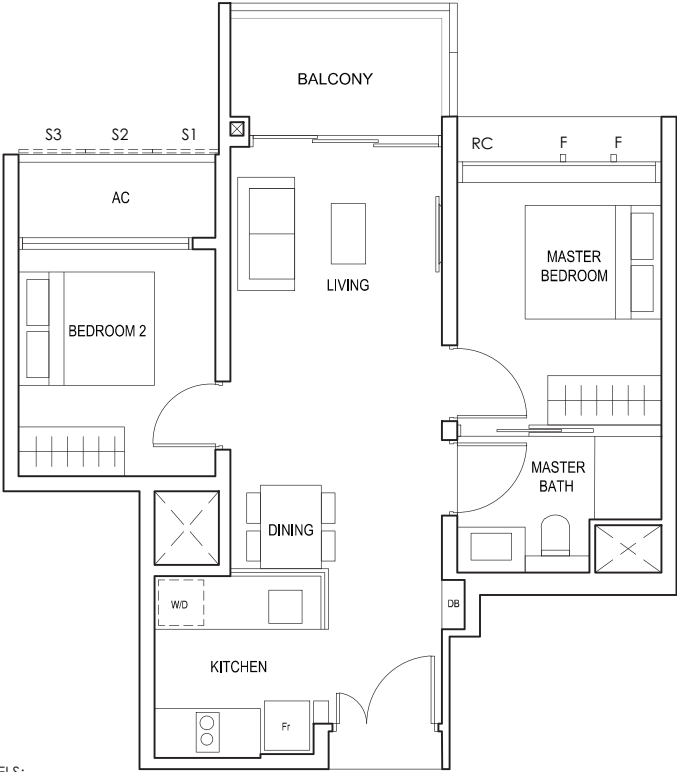 BALCONY
S3 S2 S1
RC F F
AC
MASTER
BEDROOM
LIVING
BEDROOM 2
MASTER
BATH
DINING
W/D
DB
KITCHEN
Fr